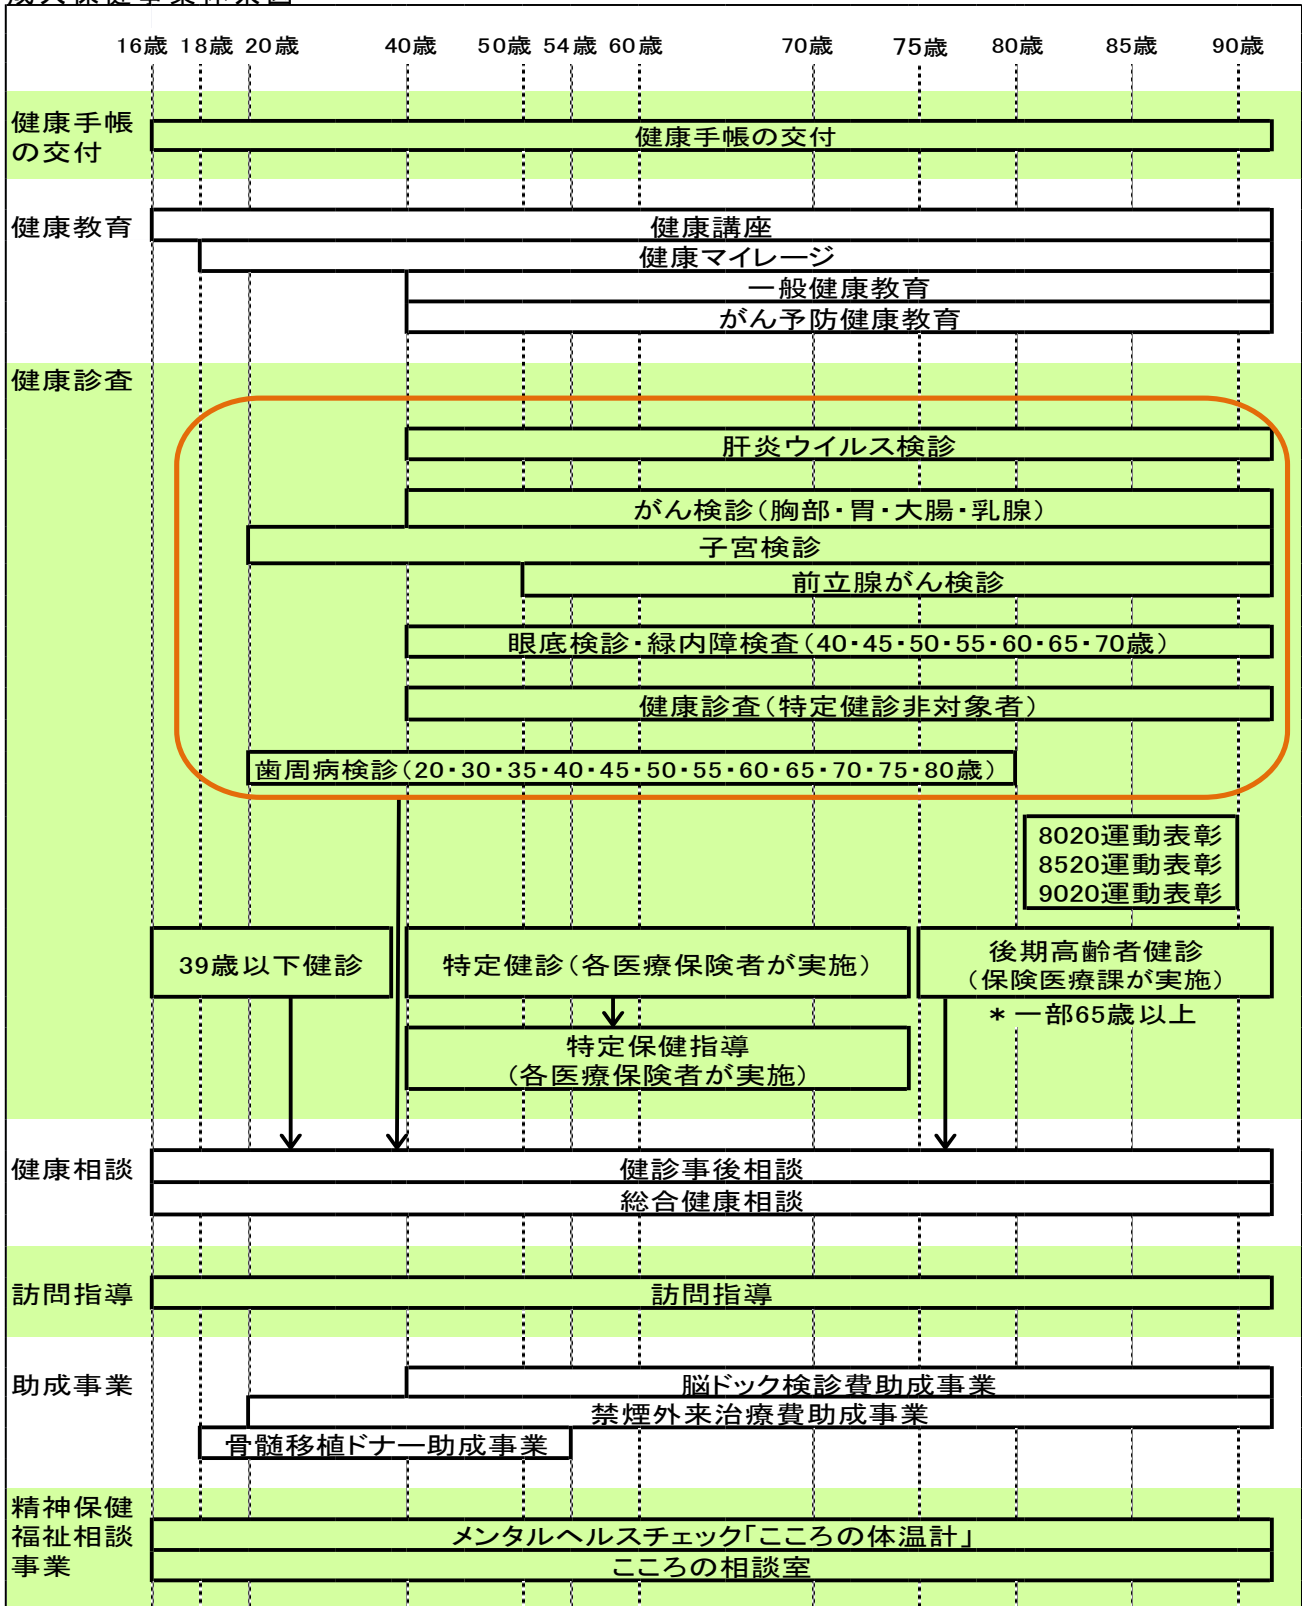 16歳 18歳 20歳 40歳 50歳 54歳 60歳 70歳 75歳 80歳 85歳 90歳
健康手帳
の交付
健康手帳の交付
健康教育
健康講座
健康マイレージ
一般健康教育
がん予防健康教育
健康診査
肝炎ウイルス検診
がん検診(胸部・胃・大腸・乳腺)
子宮検診
前立腺がん検診
眼底検診・緑内障検査(40・45・50・55・60・65・70歳)
健康診査(特定健診非対象者)
歯周病検診(20・30・35・40・45・50・55・60・65・70・75・80歳)
8020運動表彰
8520運動表彰
9020運動表彰
39歳以下健診
特定健診(各医療保険者が実施)
後期高齢者健診
(保険医療課が実施)
*一部65歳以上
特定保健指導
(各医療保険者が実施)
健康相談
健診事後相談
総合健康相談
訪問指導
訪問指導
助成事業
脳ドック検診費助成事業
禁煙外来治療費助成事業
骨髄移植ドナー助成事業
精神保健
福祉相談
事業
メンタルヘルスチェック「こころの体温計」
こころの相談室